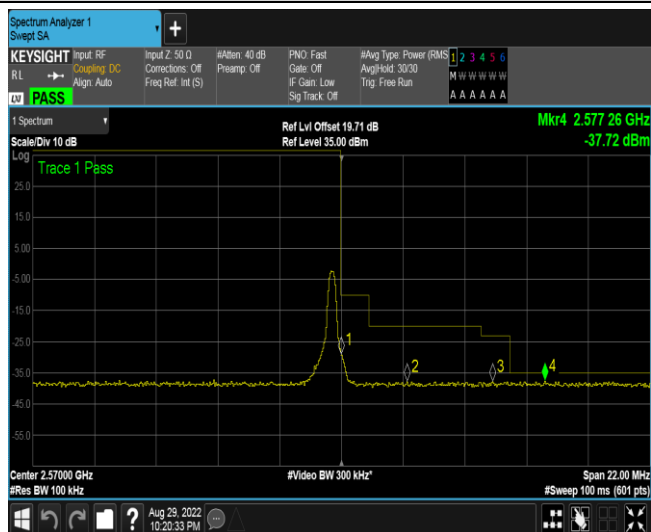 Spectrum Analyzer 1
Swept SA
KEYSIGHT Input: RF
RL
Coupling: DC
Align: Auto
Input Z: 50 Ω
Corrections: Off
Freq Ref: Int (S)
#Atten: 40 dB
Preamp: Off
PNO: Fast
Gate: Off
IF Gain: Low
Sig Track: Off
#Avg Type: Power (RMS
Avg|Hold: 30/30
Trig: Free Run
1 2 3 4 5 6
M W W W W W
A A A A A A
LXI PASS
1 Spectrum
Scale/Div 10 dB
Ref Lvl Offset 19.71 dB
Ref Level 35.00 dBm
Mkr4 2.577 26 GHz
-37.72 dBm
Log
Trace 1 Pass
25.0
15.0
5.00
-5.00
-15.0
-25.0
-35.0
-45.0
-55.0
1
2
3
4
Center 2.57000 GHz
#Res BW 100 kHz
#Video BW 300 kHz*
Span 22.00 MHz
#Sweep 100 ms (601 pts)
?
Aug 29, 2022
10:20:33 PM